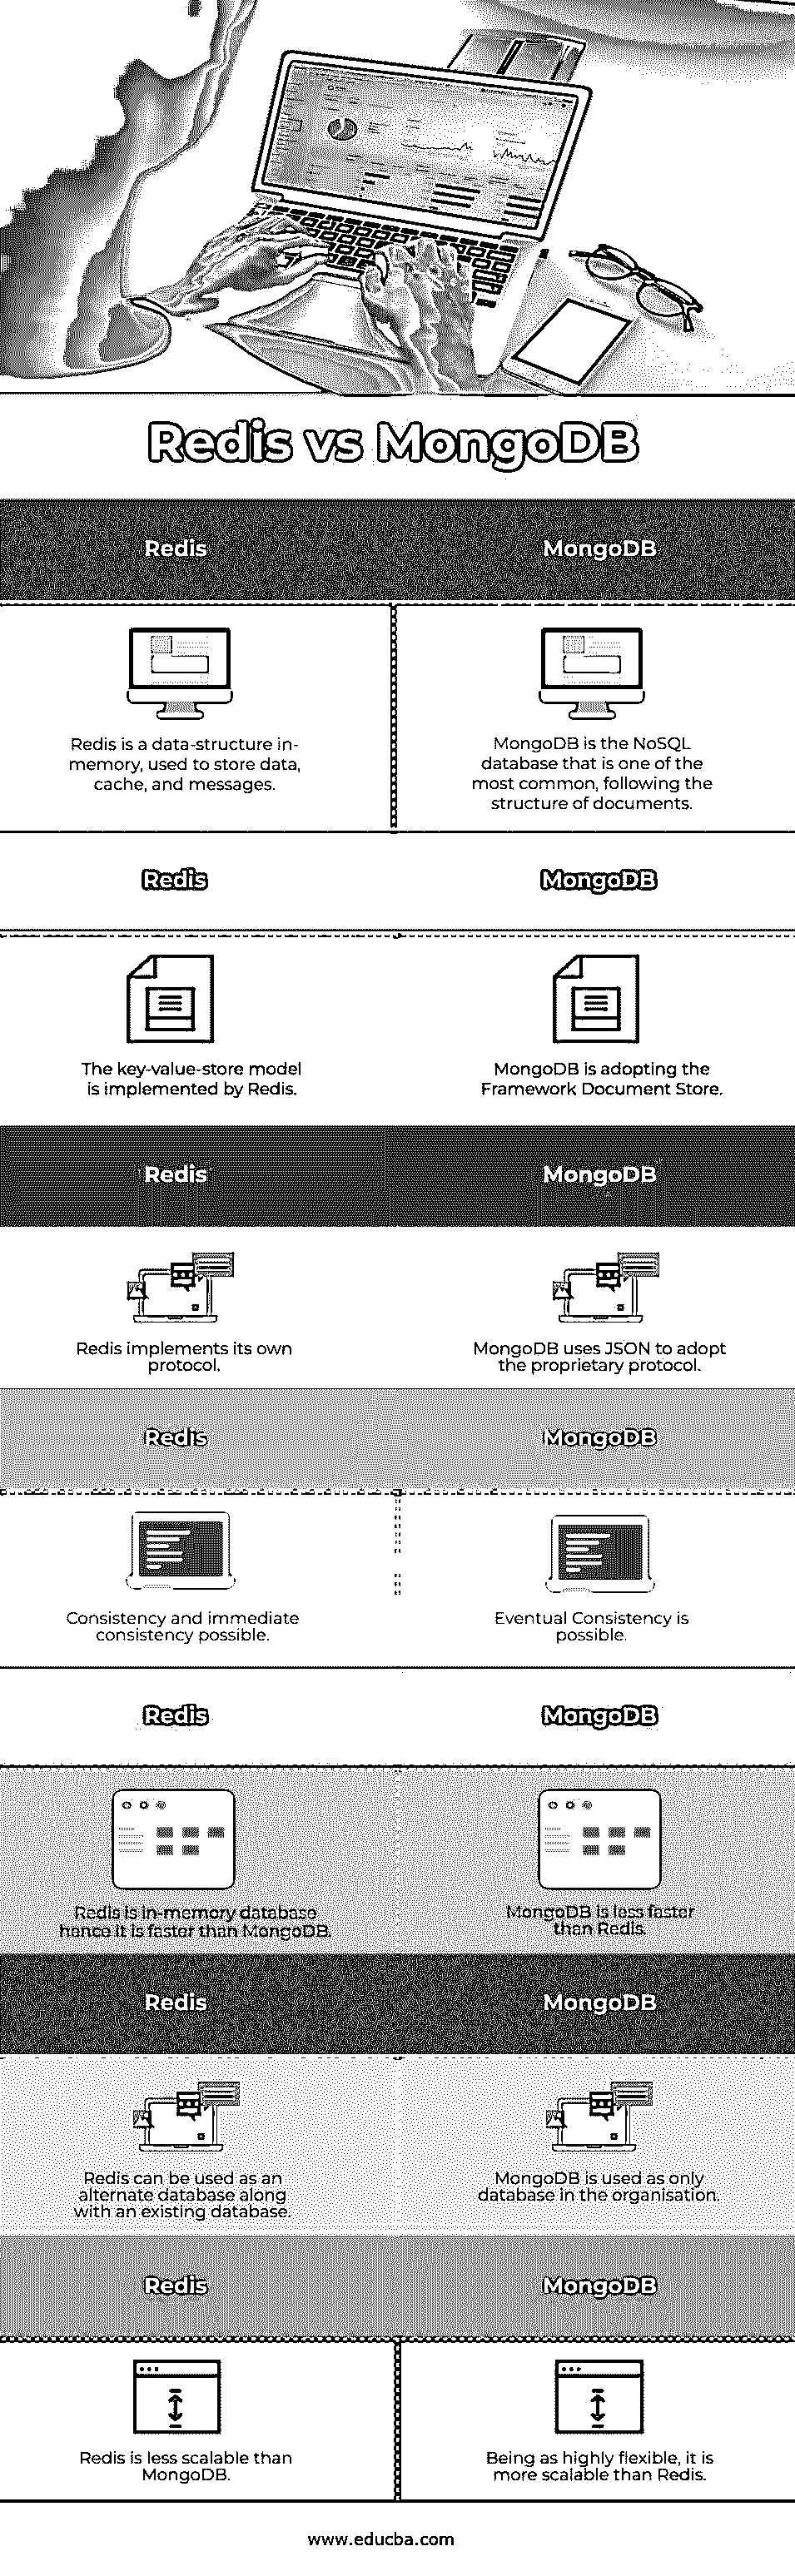 Redis vs MongoDB
Redis
MongoDB
Redis is a data-structure in-
memory, used to store data,
cache, and messages.
MongoDB is the NoSQL
database that is one of the
most common, following the
structure of documents.
Redis
MongoDB
The key-value-store model
is implemented by Redis.
MongoDB is adopting the
Framework Document Store.
Redis
MongoDB
Redis implements its own
protocol.
MongoDB uses JSON to adopt
the proprietary protocol.
Redis
MongoDB
Consistency and immediate
consistency possible.
Eventual Consistency is
possible.
Redis
MongoDB
Redis is in-memory database
hence it is faster than MongoDB.
MongoDB is less faster
than Redis.
Redis
MongoDB
Redis can be used as an
alternate database along
with an existing database.
MongoDB is used as only
database in the organisation.
Redis
MongoDB
Redis is less scalable than
MongoDB.
Being as highly flexible, it is
more scalable than Redis.
www.educba.com